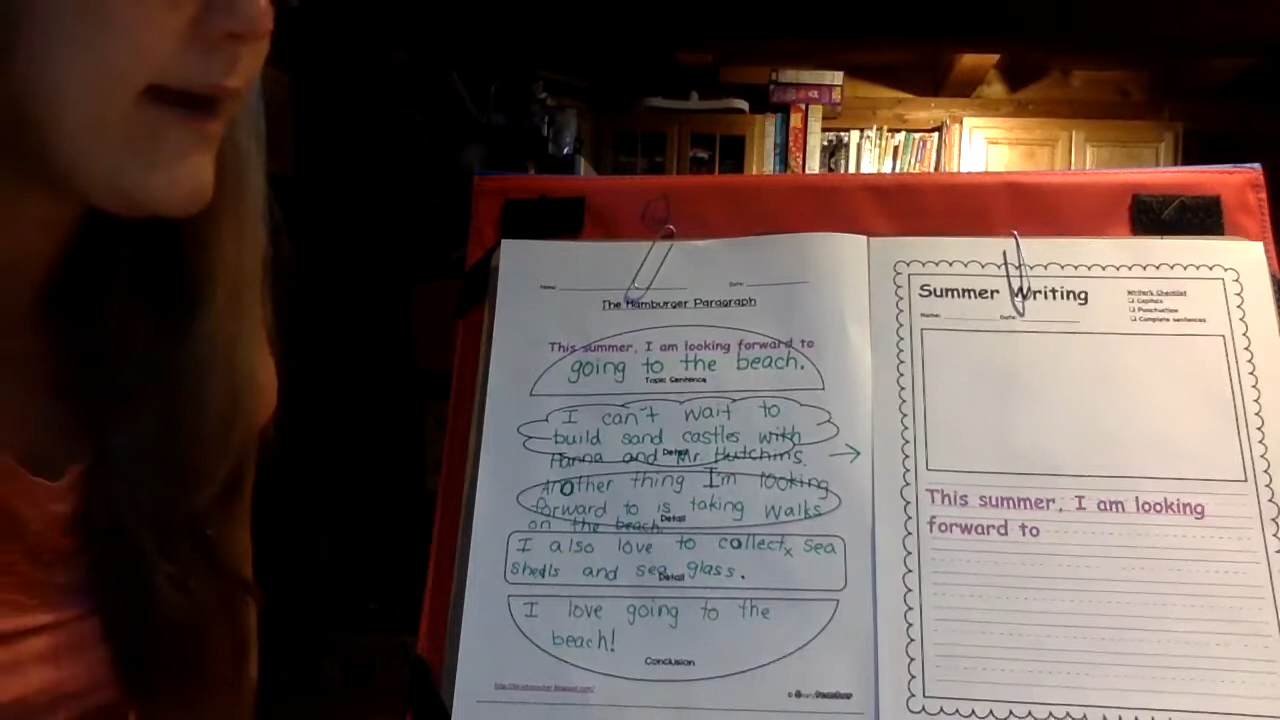 Name: Date:
The Hamburger Paragraph
This summer, I am looking forward to
going to the beach.
Topic Sentence
I can't wait to
build sand castles with
Hanna and Mr. Hutchins.
Detail
Another thing I'm looking
forward to is taking walks
on the beach.
Detail
I also love to collect x sea
shells and sea glass.
Detail
I love going to the
beach!
Conclusion
Summer Writing
Name: Date:
Writer's Checklist
Capitals
Punctuation
Complete sentences
This summer, I am looking
forward to